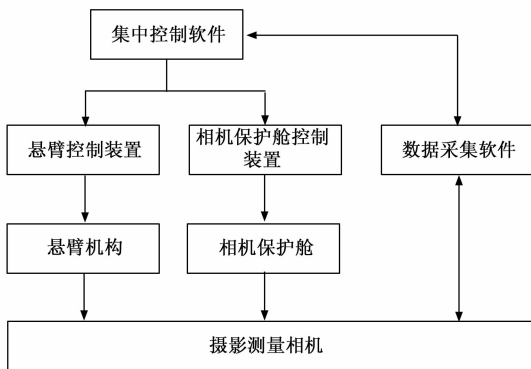 集中控制软件
悬臂控制装置
相机保护舱控制
装置
数据采集软件
悬臂机构
相机保护舱
摄影测量相机